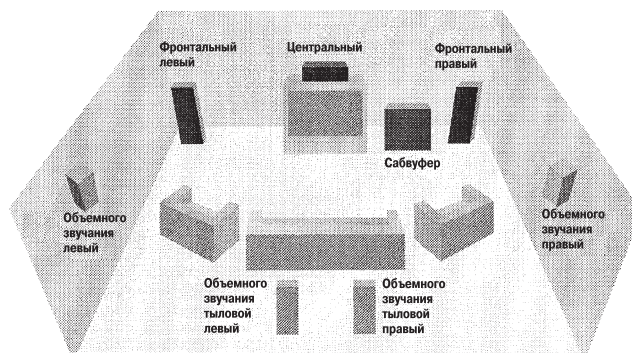 Фронтальный
левый
Центральный
Фронтальный
правый
Сабвуфер
Объемного
звучания
левый
Объемного
звучания
правый
Объемного
звучания
тыловой
левый
Объемного
звучания
тыловой
правый